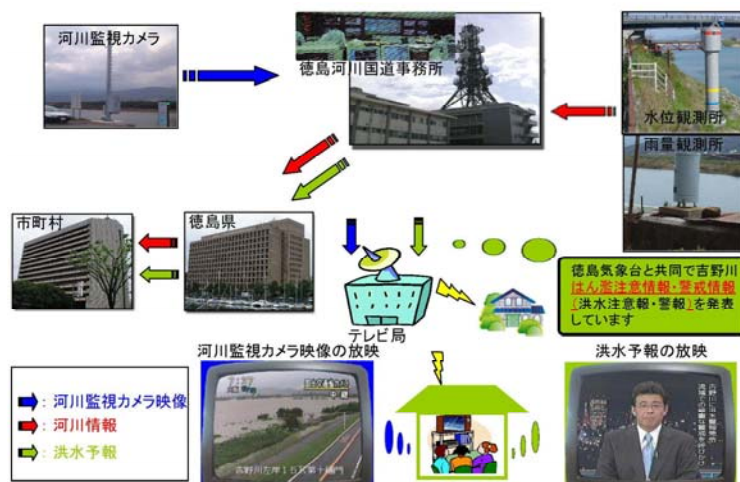 河川監視カメラ
徳島河川国道事務所
水位観測所
雨量観測所
市町村
徳島県
テレビ局
徳島気象台と共同で吉野川
はん濫注意情報・警戒情報
(洪水注意報・警報)を発表
しています
河川監視カメラ映像の放映
洪水予報の放映
:河川監視カメラ映像
:河川情報
:洪水予報